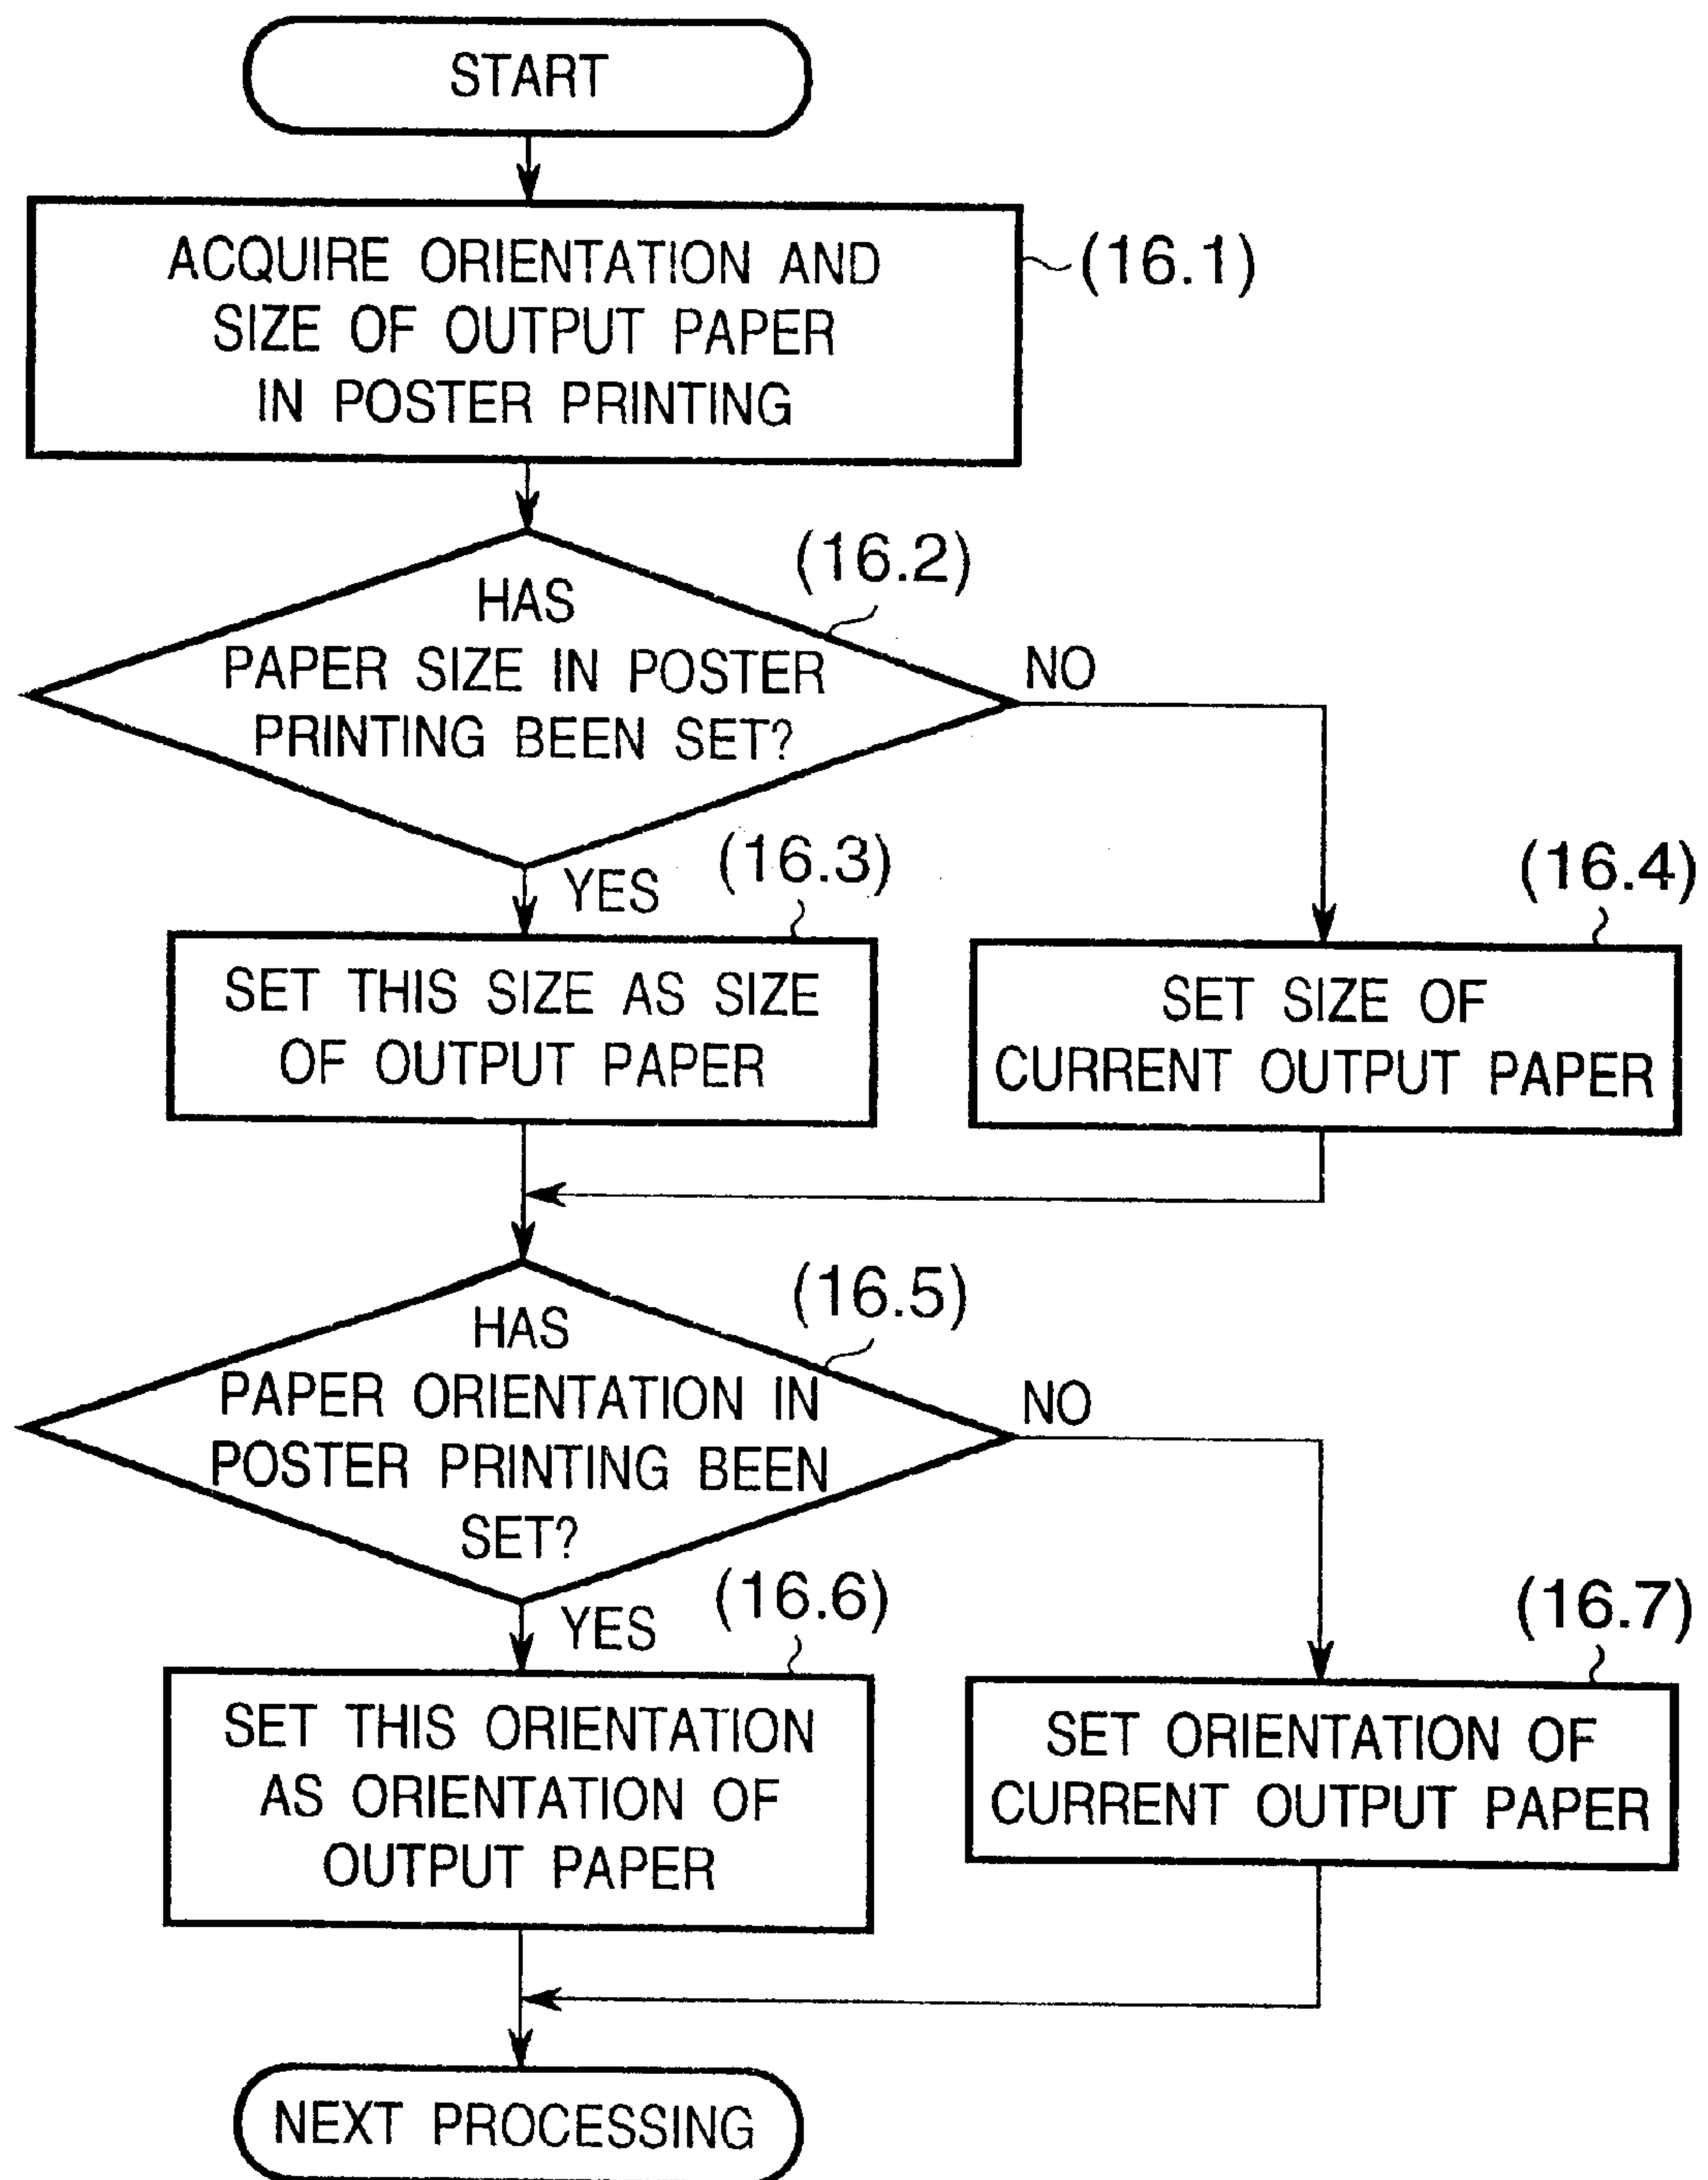 START
ACQUIRE ORIENTATION AND
SIZE OF OUTPUT PAPER
IN POSTER PRINTING
(16.1)
(16.2)
HAS
PAPER SIZE IN POSTER
PRINTING BEEN SET?
NO
YES
(16.3)
(16.4)
SET THIS SIZE AS SIZE
OF OUTPUT PAPER
SET SIZE OF
CURRENT OUTPUT PAPER
(16.5)
HAS
PAPER ORIENTATION IN
POSTER PRINTING BEEN
SET?
NO
YES
(16.6)
(16.7)
SET THIS ORIENTATION
AS ORIENTATION OF
OUTPUT PAPER
SET ORIENTATION OF
CURRENT OUTPUT PAPER
NEXT PROCESSING